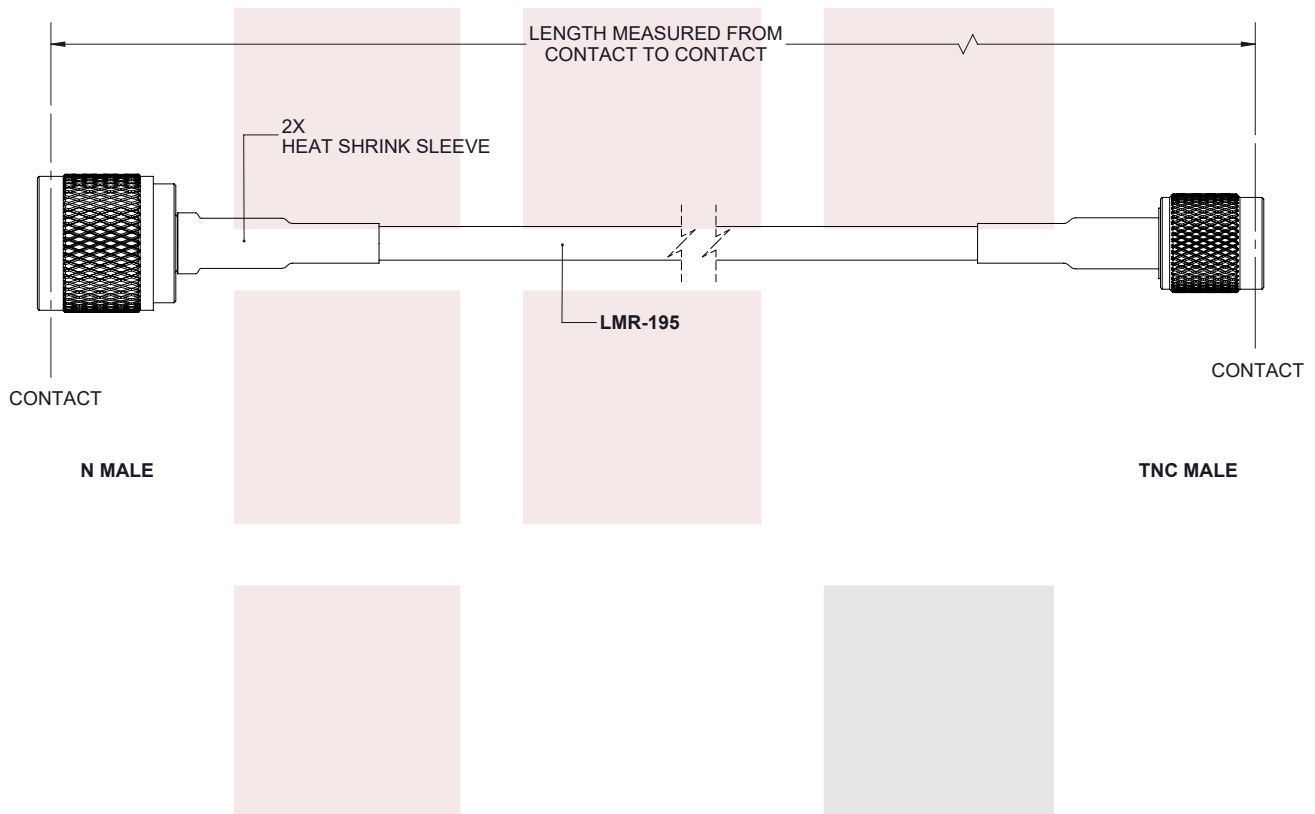 LENGTH MEASURED FROM
CONTACT TO CONTACT
2X
HEAT SHRINK SLEEVE
LMR-195
CONTACT
CONTACT
N MALE
TNC MALE